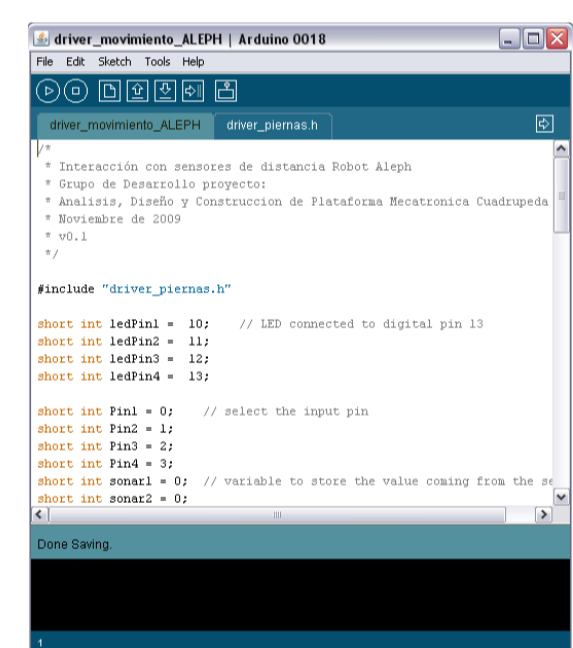 driver_movimiento_ALEPH | Arduino 0018
File Edit Sketch Tools Help
driver_movimiento_ALEPH driver_piernas.h
/*
* Interacción con sensores de distancia Robot Aleph
* Grupo de Desarrollo proyecto:
* Analisis, Diseño y Construccion de Plataforma Mecatronica Cuadrupeda
* Noviembre de 2009
* v0.1
*/
#include "driver_piernas.h"
short int ledPin1 = 10; // LED connected to digital pin 13
short int ledPin2 = 11;
short int ledPin3 = 12;
short int ledPin4 = 13;
short int Pin1 = 0; // select the input pin
short int Pin2 = 1;
short int Pin3 = 2;
short int Pin4 = 3;
short int sonar1 = 0; // variable to store the value coming from the se
short int sonar2 = 0;
Done Saving.
1